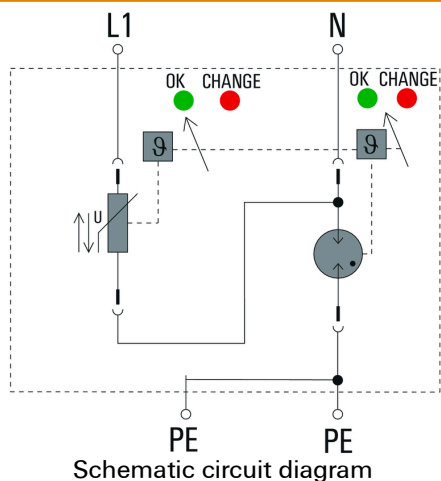 L1 N
OK CHANGE OK CHANGE
ϑ ϑ
U
PE PE
Schematic circuit diagram